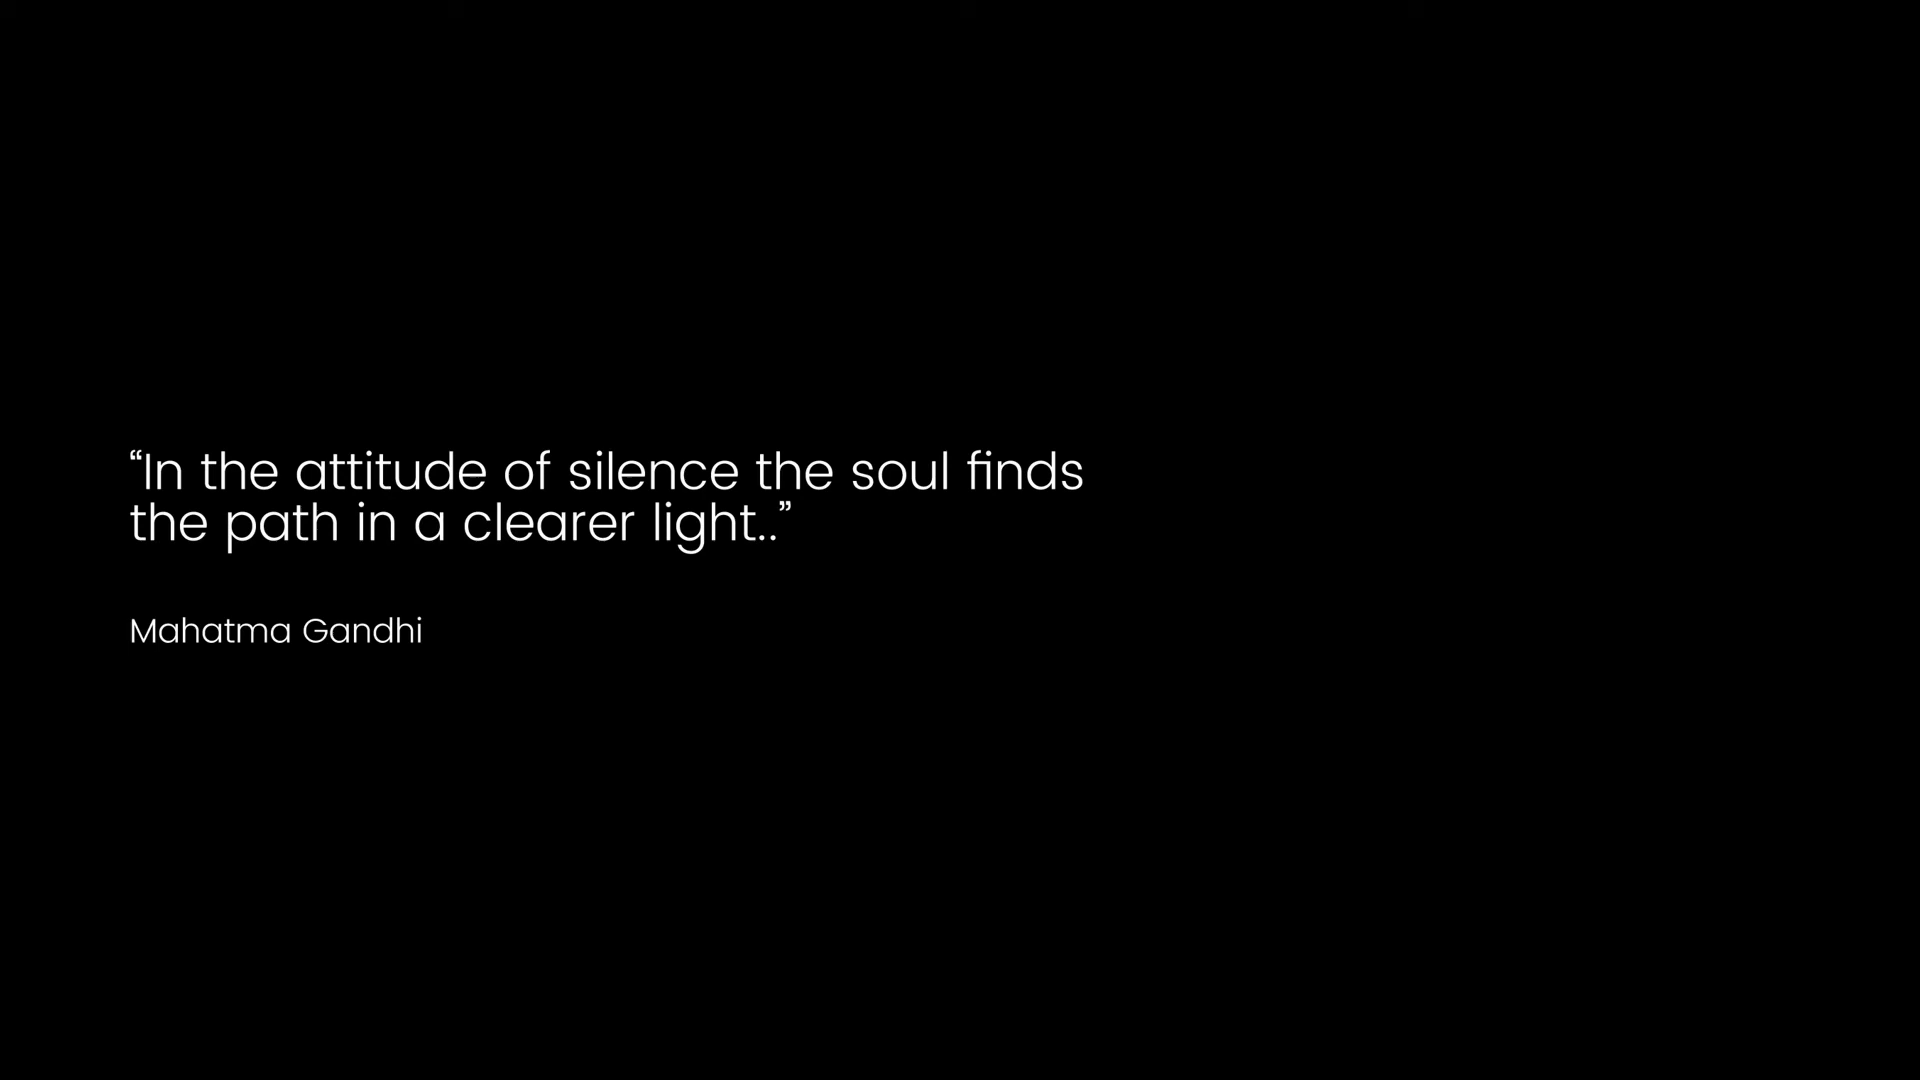 “In the attitude of silence the soul finds
the path in a clearer light..”
Mahatma Gandhi